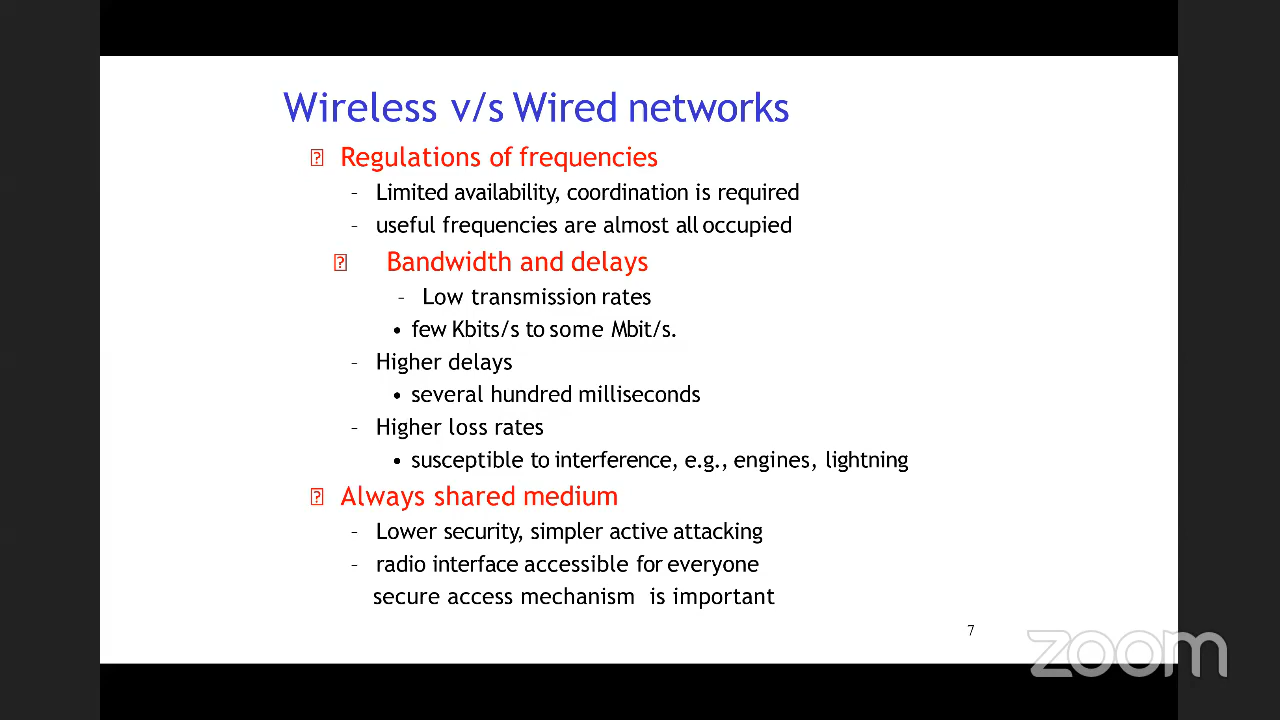 Wireless v/s Wired networks
Regulations of frequencies
- Limited availability, coordination is required
- useful frequencies are almost all occupied
Bandwidth and delays
- Low transmission rates
• few Kbits/s to some Mbit/s.
- Higher delays
• several hundred milliseconds
- Higher loss rates
• susceptible to interference, e.g., engines, lightning
Always shared medium
- Lower security, simpler active attacking
- radio interface accessible for everyone
secure access mechanism is important
7
zoom